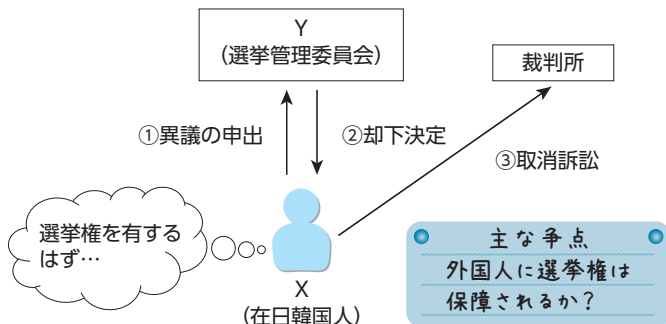 Y
(選挙管理委員会)
裁判所
①異議の申出
②却下決定
③取消訴訟
選挙権を有する
はず…
X
(在日韓国人)
主な争点
外国人に選挙権は
保障されるか?